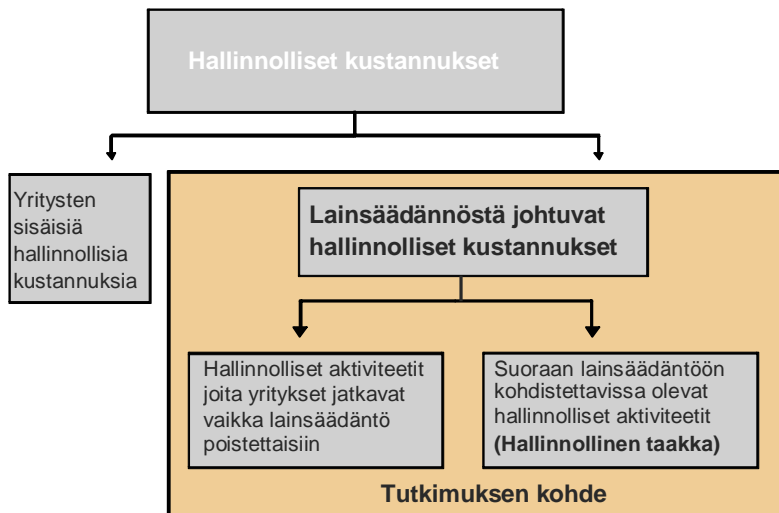 Hallinnolliset kustannukset
Yritysten
sisäisiä
hallinnollisia
kustannuksia
Lainsäädännöstä johtuvat
hallinnolliset kustannukset
Hallinnolliset aktiviteetit
joita yritykset jatkavat
vaikka lainsäädäntö
poistettaisiin
Suoraan lainsäädäntöön
kohdistettavissa olevat
hallinnolliset aktiviteetit
(Hallinnollinen taakka)
Tutkimuksen kohde